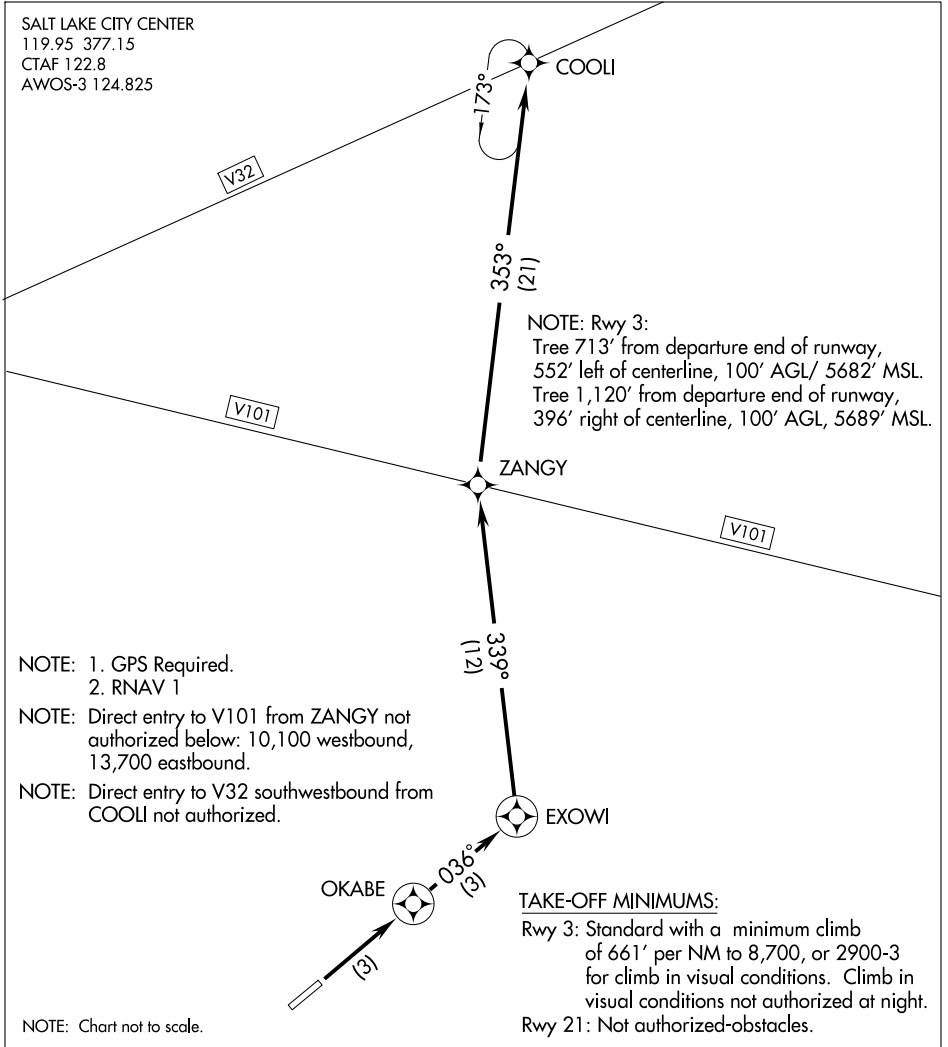 SALT LAKE CITY CENTER
119.95 377.15
CTAF 122.8
AWOS-3 124.825
COOLI
173°
V32
353°
(21)
NOTE: Rwy 3:
Tree 713' from departure end of runway,
552' left of centerline, 100' AGL/ 5682' MSL.
Tree 1,120' from departure end of runway,
396' right of centerline, 100' AGL, 5689' MSL.
V101
ZANGY
V101
339°
(12)
NOTE: 1. GPS Required.
2. RNAV 1
NOTE: Direct entry to V101 from ZANGY not
authorized below: 10,100 westbound,
13,700 eastbound.
NOTE: Direct entry to V32 southwestbound from
COOLI not authorized.
EXOWI
036°
(3)
OKABE
(3)
TAKE-OFF MINIMUMS:
Rwy 3: Standard with a minimum climb
of 661' per NM to 8,700, or 2900-3
for climb in visual conditions. Climb in
visual conditions not authorized at night.
Rwy 21: Not authorized-obstacles.
NOTE: Chart not to scale.